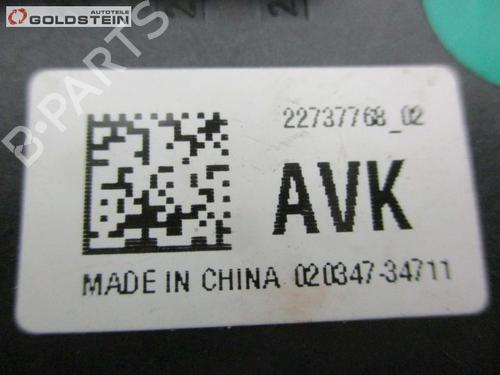 AUTOTEILE
GOLDSTEIN
B-PARTS
22737768_02
AVK
MADE IN CHINA 020347-34711